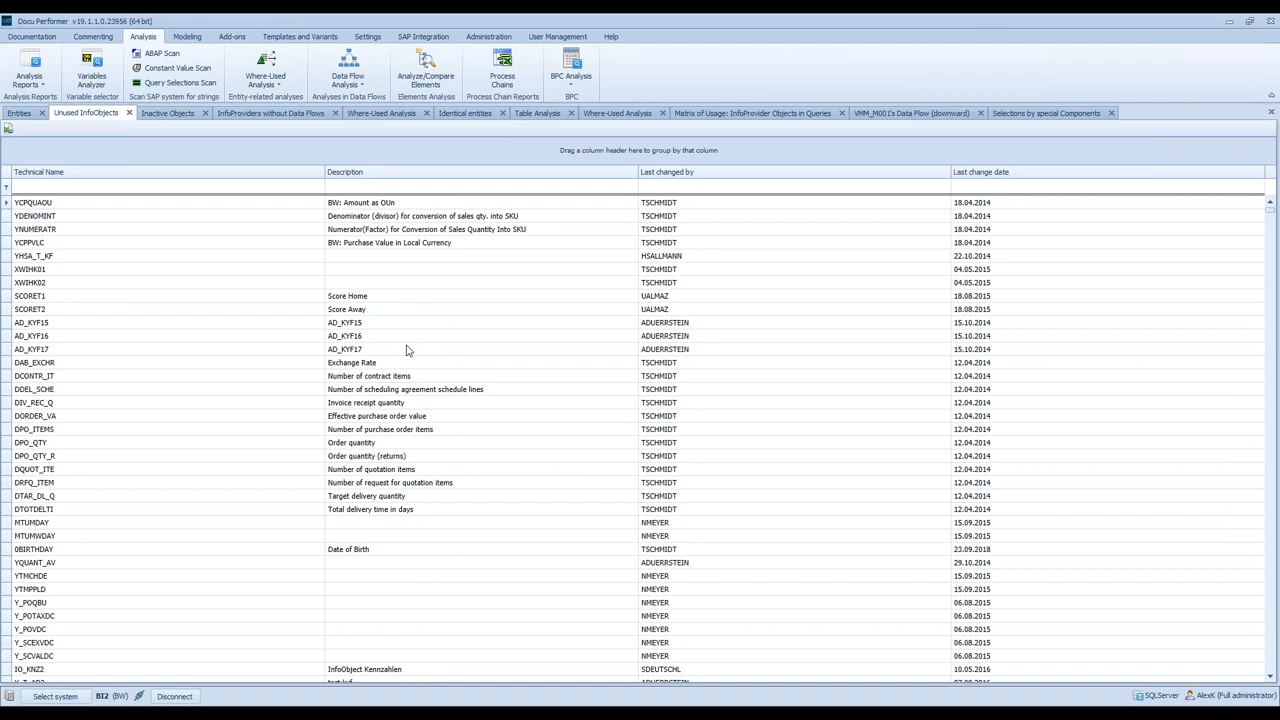 Docu Performer v19.1.1.0.23956 (64 bit)
Documentation Commenting Analysis Modeling Add-ons Templates and Variants Settings SAP Integration Administration User Management Help
Analysis Reports
Variables Analyzer
ABAP Scan
Constant Value Scan
Query Selections Scan
Where-Used Analysis
Data Flow Analysis
Analyze/Compare Elements
Process Chains
BPC Analysis
Analysis Reports Variable selector Scan SAP system for strings Entity-related analyses Analyses in Data Flows Elements Analysis Process Chain Reports BPC
Entities Unused InfoObjects Inactive Objects InfoProviders without Data Flows Where-Used Analysis Identical entities Table Analysis Where-Used Analysis Matrix of Usage: InfoProvider Objects in Queries VMM_M001's Data Flow (downward) Selections by special Components
Drag a column header here to group by that column
Technical Name Description Last changed by Last change date
YCPQUAOU BW: Amount as OUn TSCHMIDT 18.04.2014
YDENOMINT Denominator (divisor) for conversion of sales qty. into SKU TSCHMIDT 18.04.2014
YNUMERATR Numerator(Factor) for Conversion of Sales Quantity Into SKU TSCHMIDT 18.04.2014
YCPPVLC BW: Purchase Value in Local Currency TSCHMIDT 18.04.2014
YHSA_T_KF HSALLMANN 22.10.2014
XWIHK01 TSCHMIDT 04.05.2015
XWIHK02 TSCHMIDT 04.05.2015
SCORET1 Score Home UALMAZ 18.08.2015
SCORET2 Score Away UALMAZ 18.08.2015
AD_KYF15 AD_KYF15 ADUERRSTEIN 15.10.2014
AD_KYF16 AD_KYF16 ADUERRSTEIN 15.10.2014
AD_KYF17 AD_KYF17 ADUERRSTEIN 15.10.2014
DAB_EXCHR Exchange Rate TSCHMIDT 12.04.2014
DCONTR_IT Number of contract items TSCHMIDT 12.04.2014
DDEL_SCHE Number of scheduling agreement schedule lines TSCHMIDT 12.04.2014
DIV_REC_Q Invoice receipt quantity TSCHMIDT 12.04.2014
DORDER_VA Effective purchase order value TSCHMIDT 12.04.2014
DPO_ITEMS Number of purchase order items TSCHMIDT 12.04.2014
DPO_QTY Order quantity TSCHMIDT 12.04.2014
DPO_QTY_R Order quantity (returns) TSCHMIDT 12.04.2014
DQUOT_ITE Number of quotation items TSCHMIDT 12.04.2014
DRFQ_ITEM Number of request for quotation items TSCHMIDT 12.04.2014
DTAR_DL_Q Target delivery quantity TSCHMIDT 12.04.2014
DTOTDELTI Total delivery time in days TSCHMIDT 12.04.2014
MTUMDAY NMEYER 15.09.2015
MTUMWDAY NMEYER 15.09.2015
0BIRTHDAY Date of Birth TSCHMIDT 23.09.2018
YQUANT_AV ADUERRSTEIN 29.10.2014
YTMCHDE NMEYER 15.09.2015
YTMPPLD NMEYER 15.09.2015
Y_POQBU NMEYER 06.08.2015
Y_POTAXDC NMEYER 06.08.2015
Y_POVDC NMEYER 06.08.2015
Y_SCEXVDC NMEYER 06.08.2015
Y_SCVALDC NMEYER 06.08.2015
IO_KNZ2 InfoObject Kennzahlen SDEUTSCHL 10.05.2016
Select system BI2 (BW) Disconnect SQLServer AlexK (Full administrator)